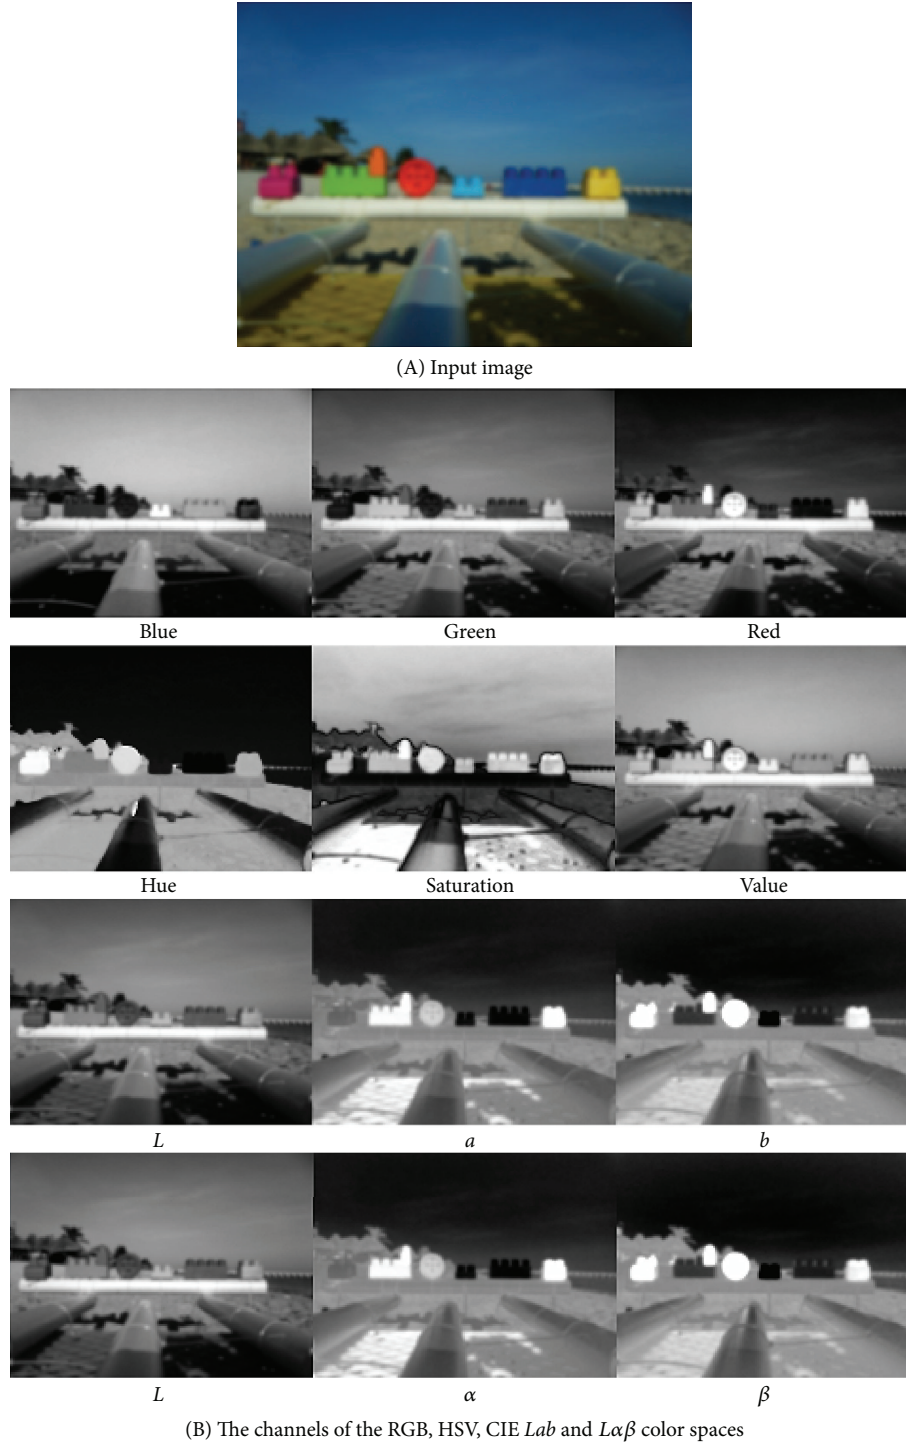 (A) Input image
Blue Green Red
Hue Saturation Value
L a b
L α β
(B) The channels of the RGB, HSV, CIE Lab and Lαβ color spaces